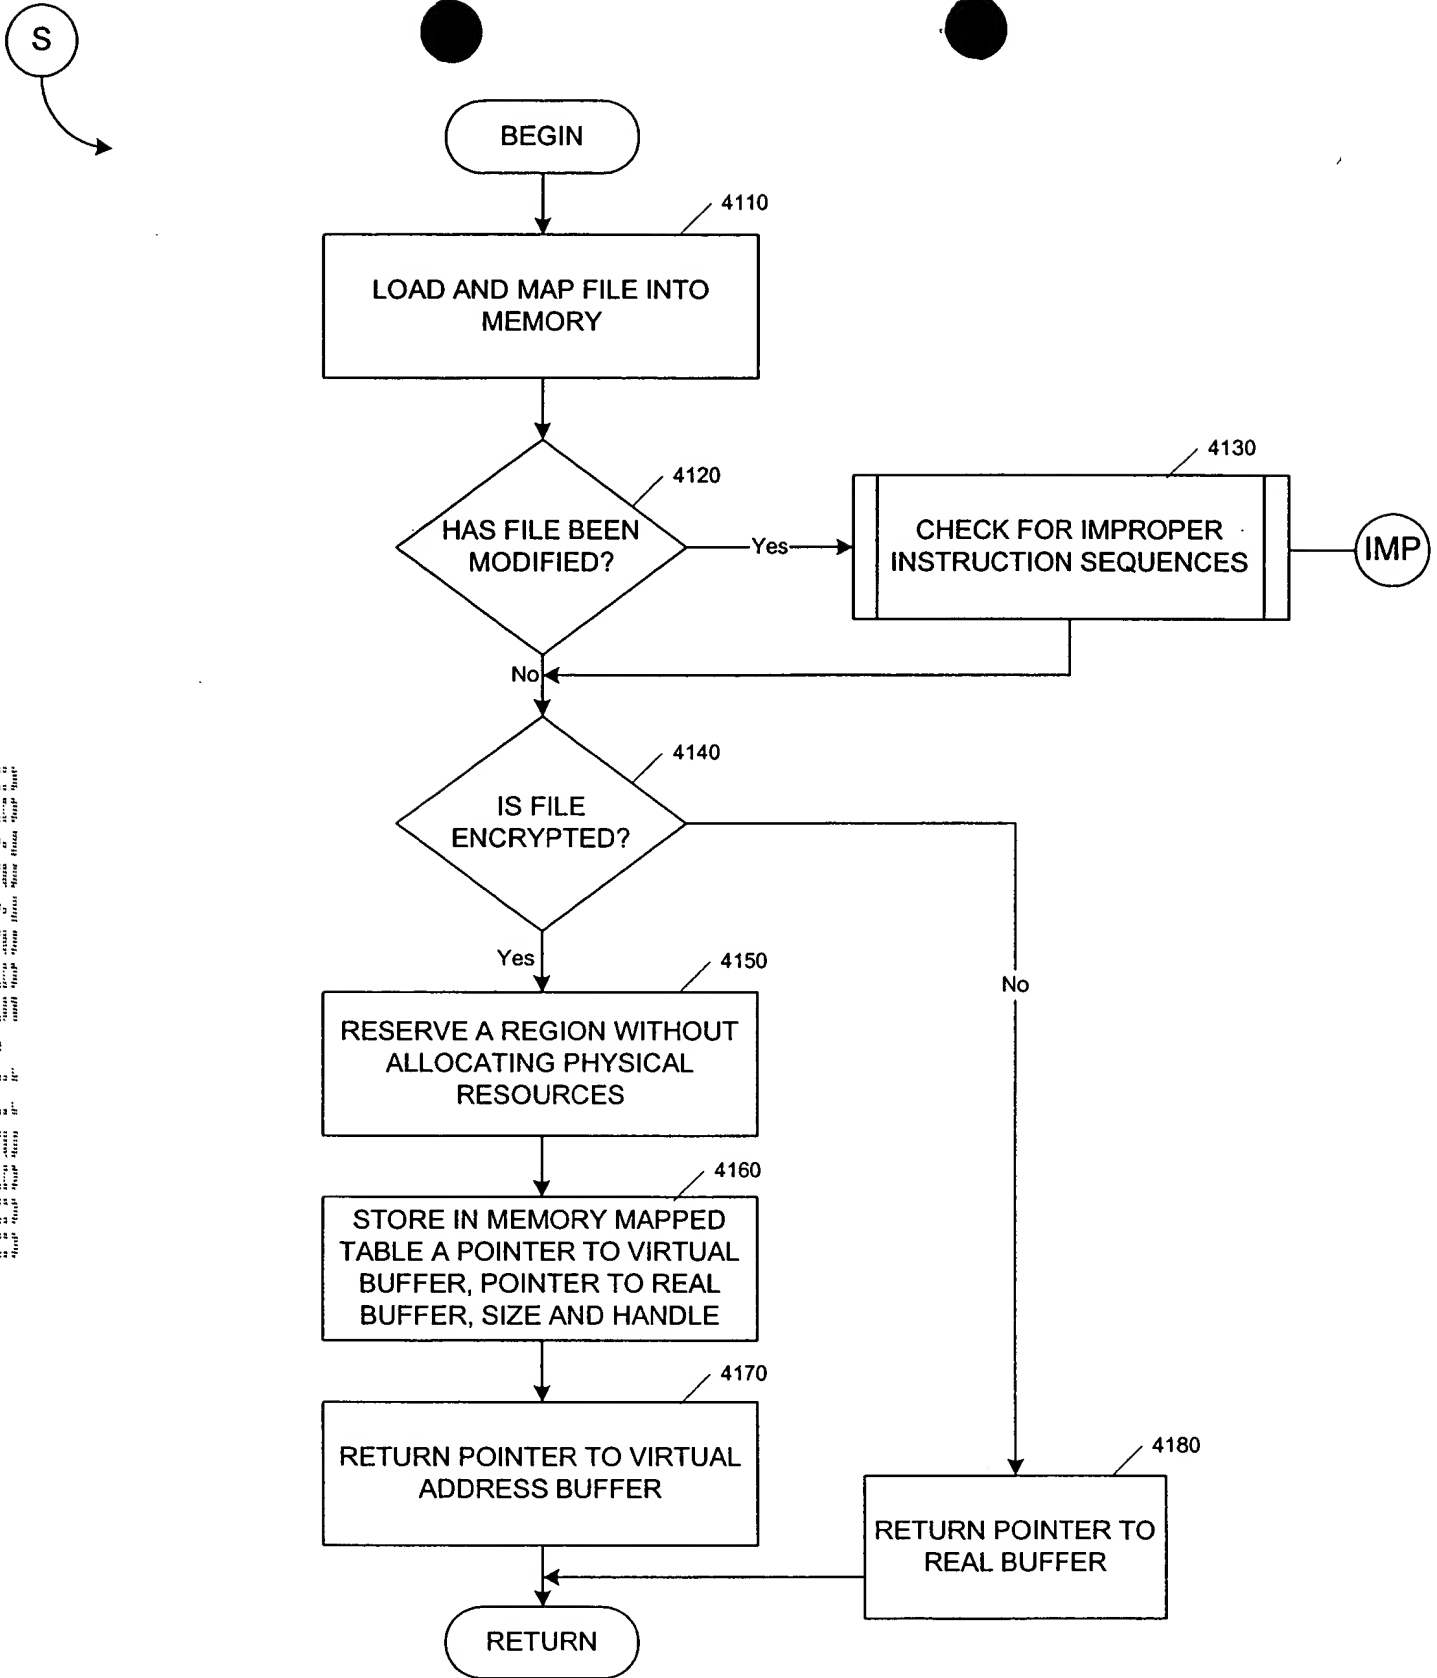 S
BEGIN
4110
LOAD AND MAP FILE INTO
MEMORY
4120
HAS FILE BEEN
MODIFIED?
Yes
4130
CHECK FOR IMPROPER
INSTRUCTION SEQUENCES
IMP
No
4140
IS FILE
ENCRYPTED?
Yes
No
4150
RESERVE A REGION WITHOUT
ALLOCATING PHYSICAL
RESOURCES
4160
STORE IN MEMORY MAPPED
TABLE A POINTER TO VIRTUAL
BUFFER, POINTER TO REAL
BUFFER, SIZE AND HANDLE
4170
RETURN POINTER TO VIRTUAL
ADDRESS BUFFER
4180
RETURN POINTER TO
REAL BUFFER
RETURN